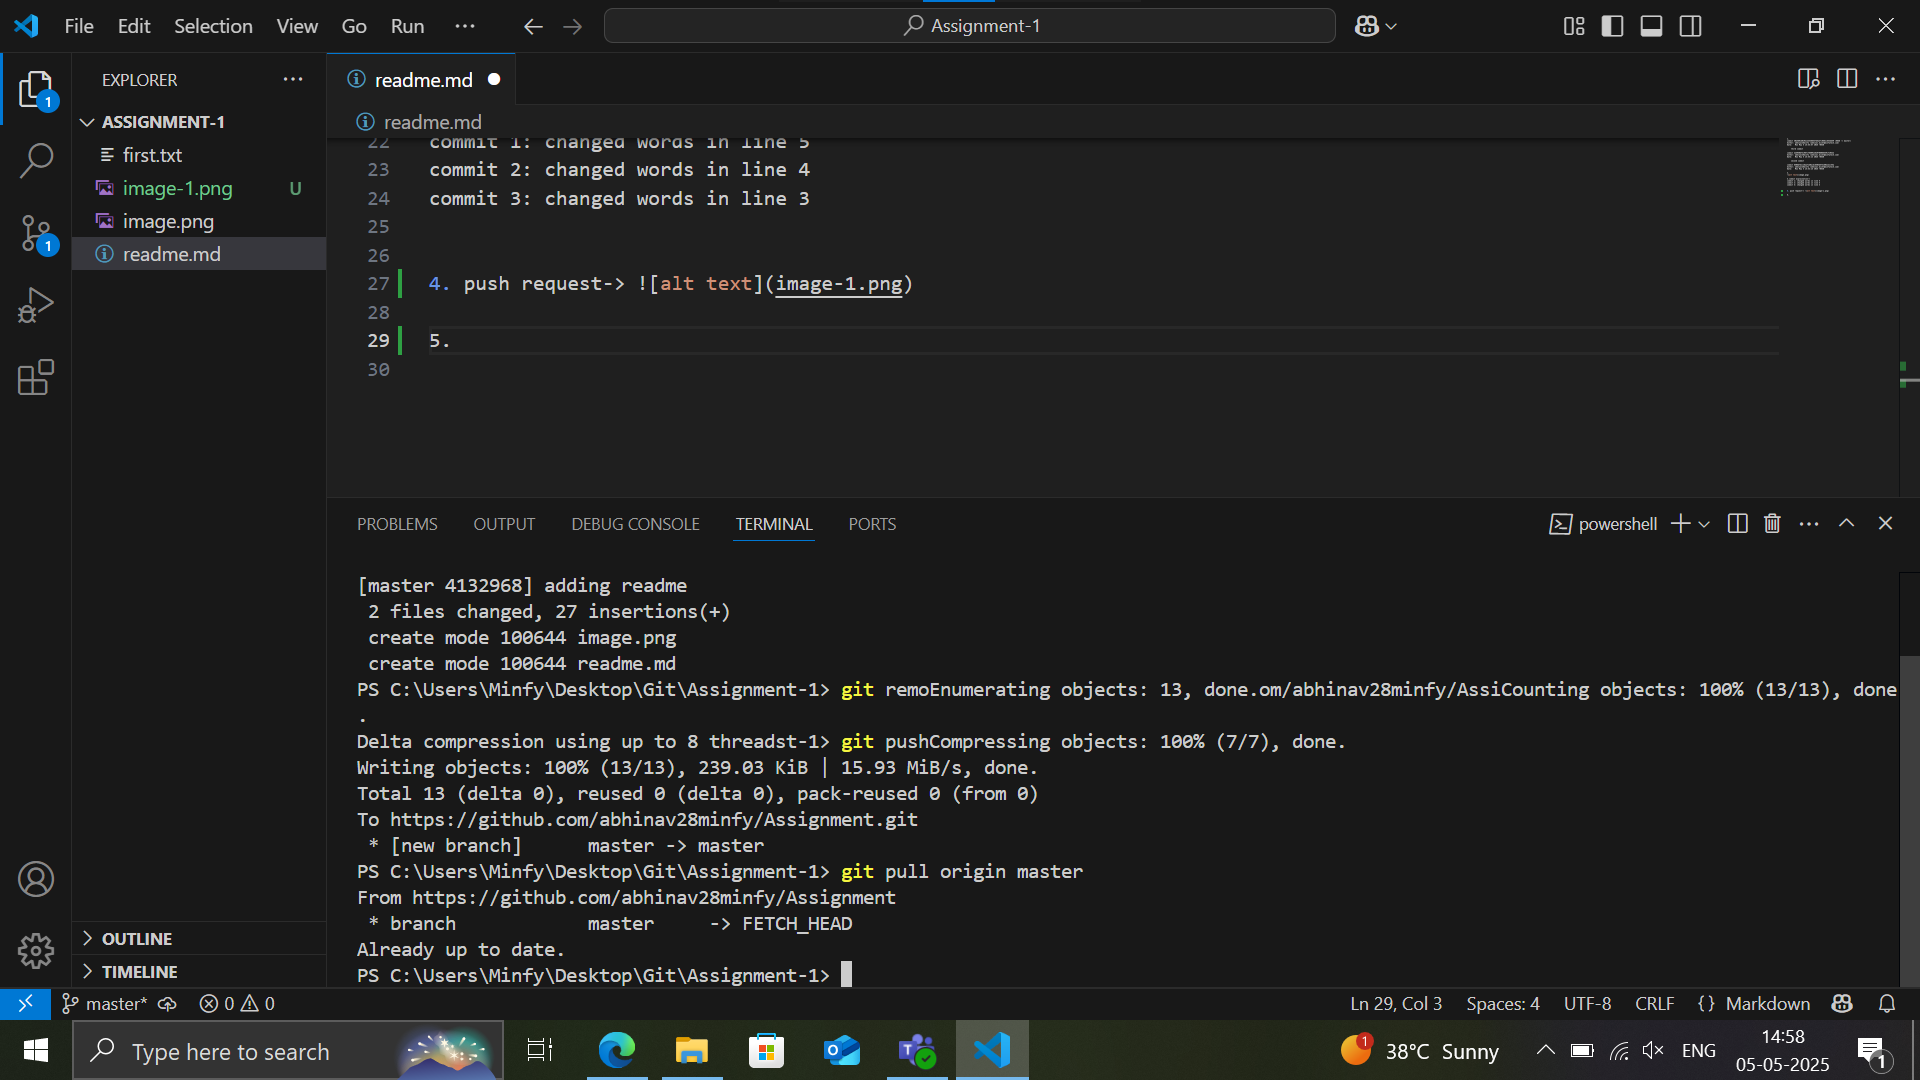 File Edit Selection View Go Run ··· Assignment-1
EXPLORER ···
1
ASSIGNMENT-1
first.txt
image-1.png U
image.png
readme.md
1
OUTLINE
TIMELINE
readme.md
readme.md
22 commit 1: changed words in line 5
23 commit 2: changed words in line 4
24 commit 3: changed words in line 3
25
26
27 4. push request-> ![alt text](image-1.png)
28
29 5.
30
PROBLEMS OUTPUT DEBUG CONSOLE TERMINAL PORTS powershell
[master 4132968] adding readme
2 files changed, 27 insertions(+)
create mode 100644 image.png
create mode 100644 readme.md
PS C:\Users\Minfy\Desktop\Git\Assignment-1> git remoEnumerating objects: 13, done.om/abhinav28minfy/AssiCounting objects: 100% (13/13), done
.
Delta compression using up to 8 threadst-1> git pushCompressing objects: 100% (7/7), done.
Writing objects: 100% (13/13), 239.03 KiB | 15.93 MiB/s, done.
Total 13 (delta 0), reused 0 (delta 0), pack-reused 0 (from 0)
To https://github.com/abhinav28minfy/Assignment.git
* [new branch] master -> master
PS C:\Users\Minfy\Desktop\Git\Assignment-1> git pull origin master
From https://github.com/abhinav28minfy/Assignment
* branch master -> FETCH_HEAD
Already up to date.
PS C:\Users\Minfy\Desktop\Git\Assignment-1>
master* 0 0 Ln 29, Col 3 Spaces: 4 UTF-8 CRLF {} Markdown
Type here to search 1 38°C Sunny ENG 14:58
05-05-2025 1